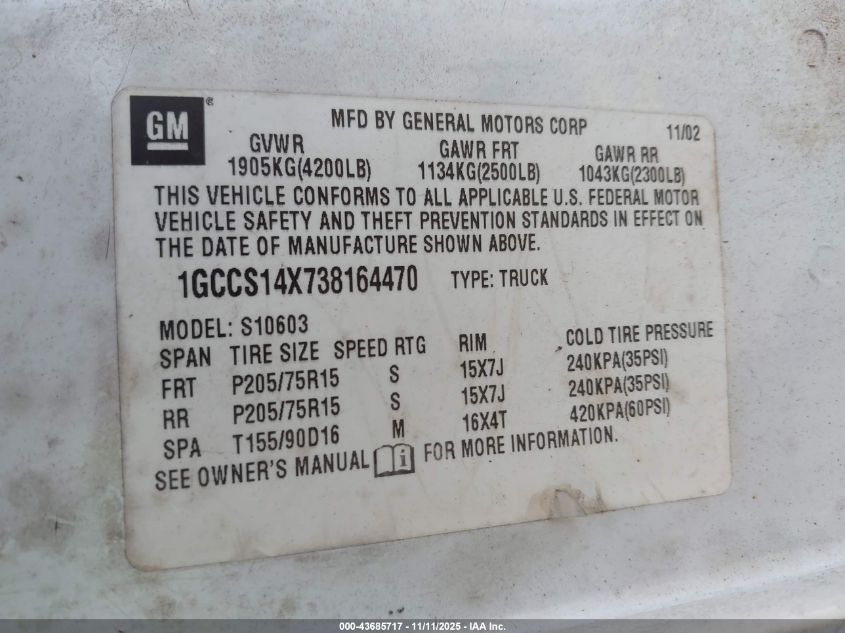 GM ®
MFD BY GENERAL MOTORS CORP 11/02
GVWR GAWR FRT GAWR RR
1905KG(4200LB) 1134KG(2500LB) 1043KG(2300LB)
THIS VEHICLE CONFORMS TO ALL APPLICABLE U.S. FEDERAL MOTOR
VEHICLE SAFETY AND THEFT PREVENTION STANDARDS IN EFFECT ON
THE DATE OF MANUFACTURE SHOWN ABOVE.
1GCCS14X738164470 TYPE: TRUCK
MODEL: S10603
SPAN TIRE SIZE SPEED RTG RIM COLD TIRE PRESSURE
FRT P205/75R15 S 15X7J 240KPA(35PSI)
RR P205/75R15 S 15X7J 240KPA(35PSI)
SPA T155/90D16 M 16X4T 420KPA(60PSI)
SEE OWNER'S MANUAL i FOR MORE INFORMATION.
000-43685717 - 11/11/2025 - IAA Inc.